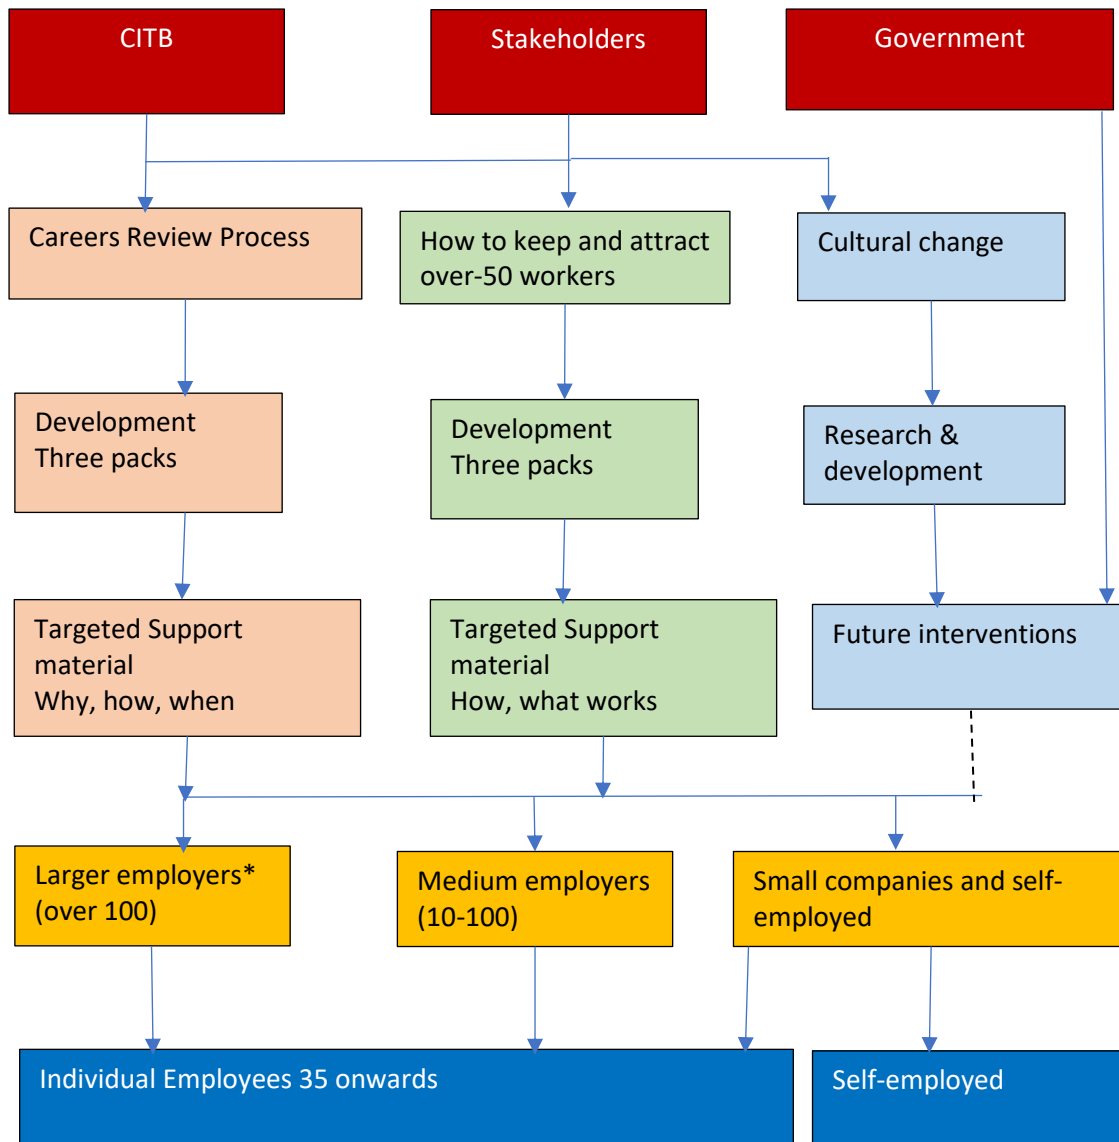 CITB
Stakeholders
Government
Careers Review Process
How to keep and attract
over-50 workers
Cultural change
Development
Three packs
Development
Three packs
Research &
development
Targeted Support
material
Why, how, when
Targeted Support
material
How, what works
Future interventions
Larger employers*
(over 100)
Medium employers
(10-100)
Small companies and self-
employed
Individual Employees 35 onwards
Self-employed